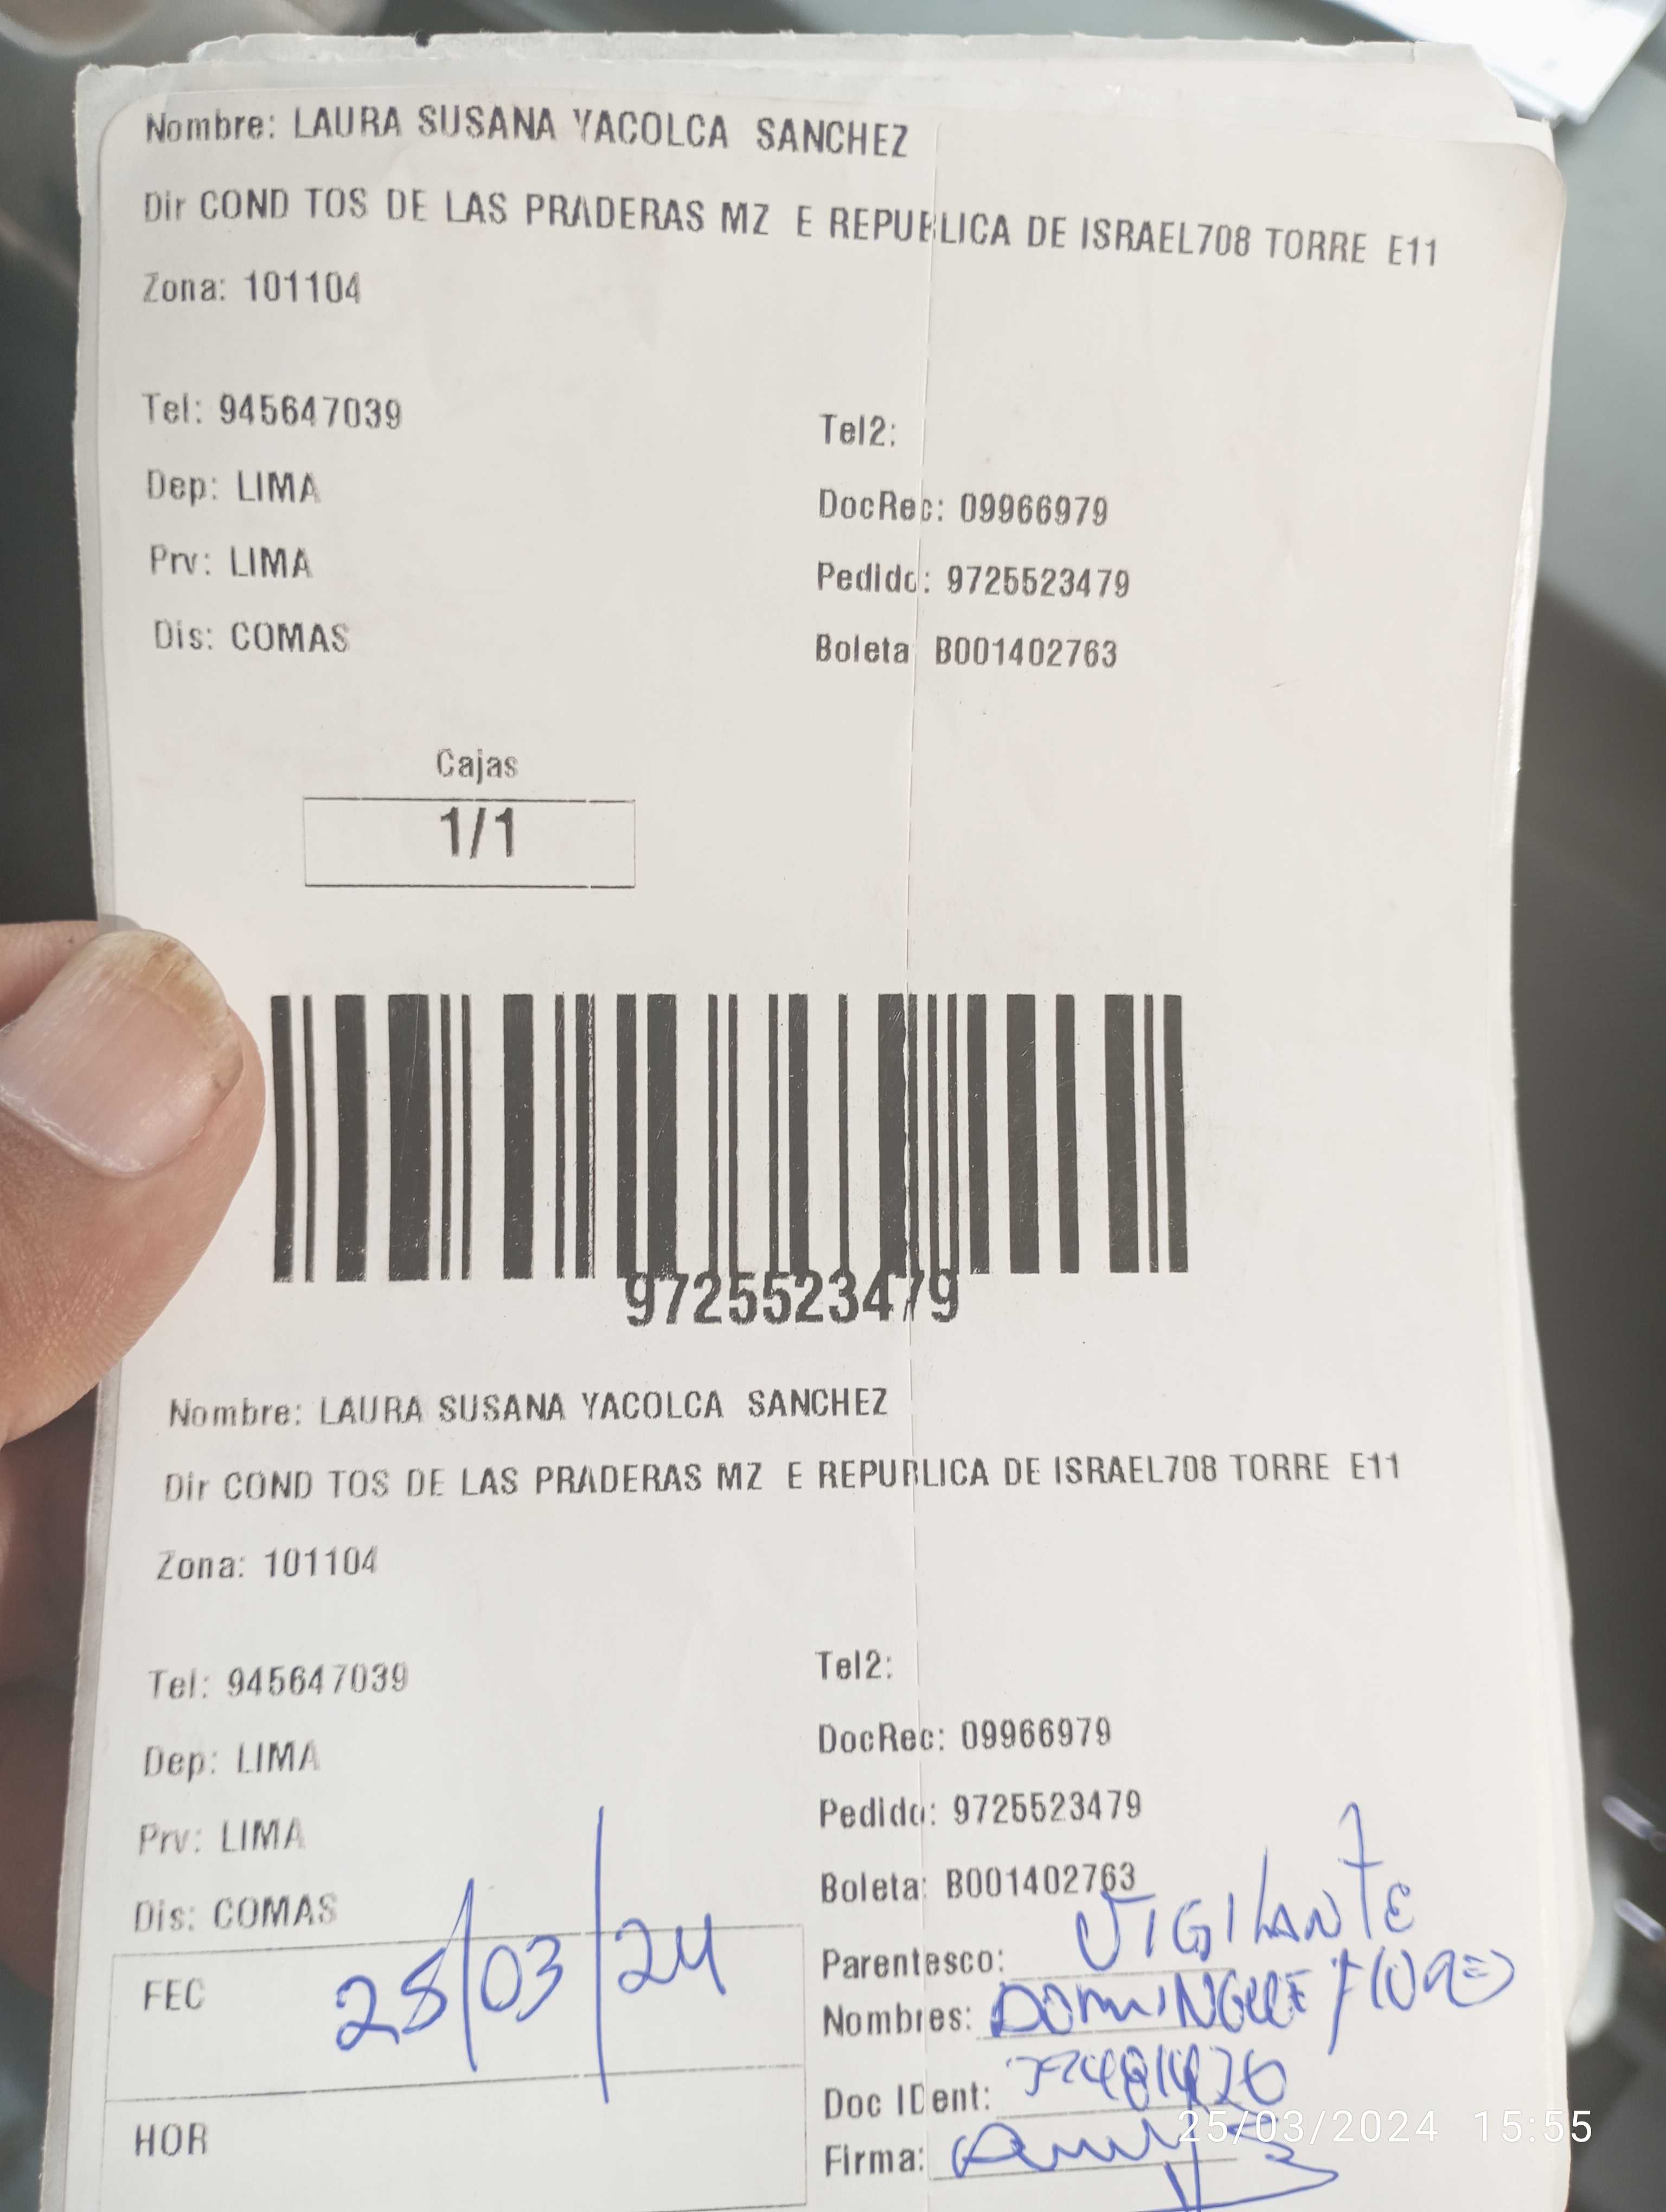 Nombre: LAURA SUSANA YACOLCA SANCHEZ
Dir COND TOS DE LAS PRADERAS MZ E REPUBLICA DE ISRAEL708 TORRE E11
Zona: 101104
Tel: 945647039
Tel2:
Dep: LIMA
DocRec: 09966979
Prv: LIMA
Pedido: 9725523479
Dis: COMAS
Boleta B001402763
Cajas
1/1
9725523479
Nombre: LAURA SUSANA YACOLCA SANCHEZ
Dir COND TOS DE LAS PRADERAS MZ E REPUBLICA DE ISRAEL708 TORRE E11
Zona: 101104
Tel: 945647039
Tel2:
Dep: LIMA
DocRec: 09966979
Prv: LIMA
Pedido: 9725523479
Dis: COMAS
Boleta: B001402763
FEC 25/03/24
Parentesco: VIGILANTE
Nombres:
Doc IDent:
HOR
Firma:
25/03/2024 15:55